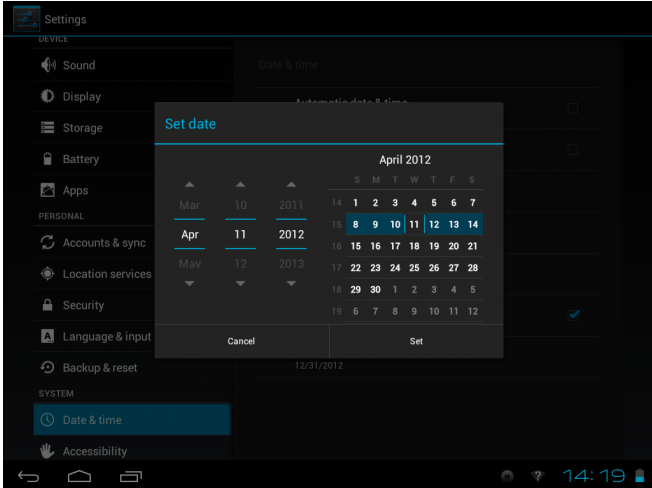 Settings
DEVICE
Sound
Display
Storage
Battery
Apps
PERSONAL
Accounts & sync
Location services
Security
Language & input
Backup & reset
SYSTEM
Date & time
Accessibility
Date & time
Automatic date & time
Set date
Mar 10 2011
Apr 11 2012
May 12 2013
April 2012
S M T W T F S
14 1 2 3 4 5 6 7
15 8 9 10 11 12 13 14
16 15 16 17 18 19 20 21
17 22 23 24 25 26 27 28
18 29 30 1 2 3 4 5
19 6 7 8 9 10 11 12
Cancel Set
12/31/2012
14:19